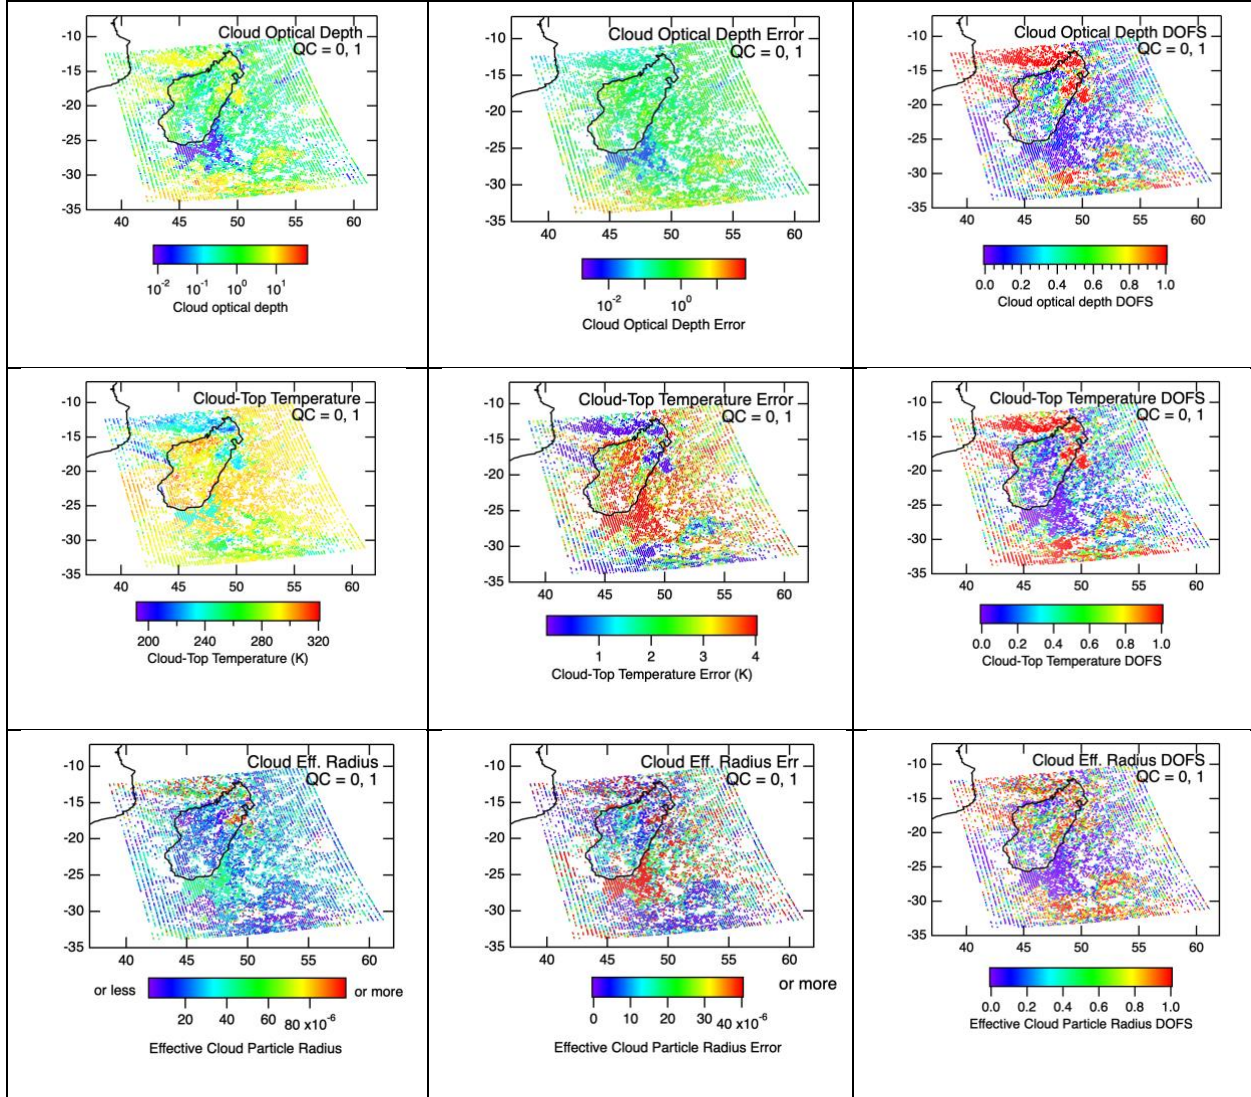 Cloud Optical Depth
QC = 0, 1
-10
-15
-20
-25
-30
-35
40 45 50 55 60
10-2 10-1 100 101
Cloud optical depth
Cloud Optical Depth Error
QC = 0, 1
-10
-15
-20
-25
-30
-35
40 45 50 55 60
10-2 100
Cloud Optical Depth Error
Cloud Optical Depth DOFS
QC = 0, 1
-10
-15
-20
-25
-30
-35
40 45 50 55 60
0.0 0.2 0.4 0.6 0.8 1.0
Cloud optical depth DOFS
Cloud-Top Temperature
QC = 0, 1
-10
-15
-20
-25
-30
-35
40 45 50 55 60
200 240 280 320
Cloud-Top Temperature (K)
Cloud-Top Temperature Error
QC = 0, 1
-10
-15
-20
-25
-30
-35
40 45 50 55 60
1 2 3 4
Cloud-Top Temperature Error (K)
Cloud-Top Temperature DOFS
QC = 0, 1
-10
-15
-20
-25
-30
-35
40 45 50 55 60
0.0 0.2 0.4 0.6 0.8 1.0
Cloud-Top Temperature DOFS
Cloud Eff. Radius
QC = 0, 1
-10
-15
-20
-25
-30
-35
40 45 50 55 60
or less or more
20 40 60 80 x10-6
Effective Cloud Particle Radius
Cloud Eff. Radius Err
QC = 0, 1
-10
-15
-20
-25
-30
-35
40 45 50 55 60
or more
0 10 20 30 40 x10-6
Effective Cloud Particle Radius Error
Cloud Eff. Radius DOFS
QC = 0, 1
-10
-15
-20
-25
-30
-35
40 45 50 55 60
0.0 0.2 0.4 0.6 0.8 1.0
Effective Cloud Particle Radius DOFS